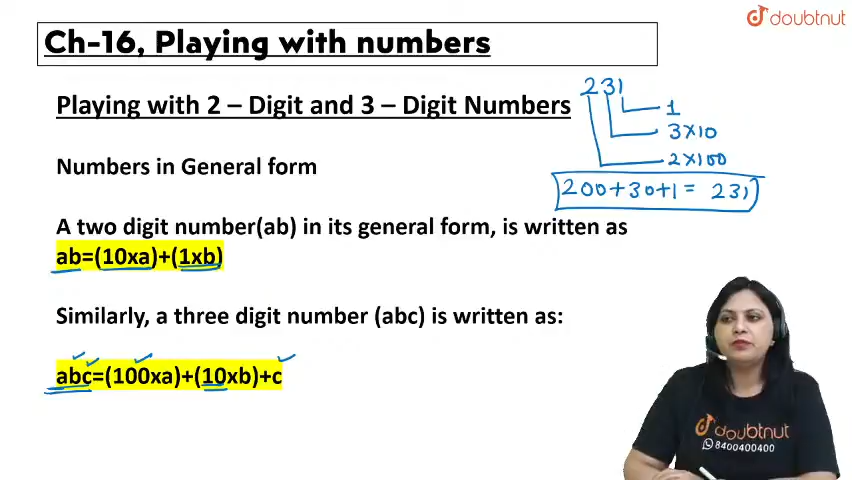 doubtnut
Ch-16, Playing with numbers
Playing with 2 – Digit and 3 – Digit Numbers
231
1
3×10
2×100
200+30+1= 231
Numbers in General form
A two digit number(ab) in its general form, is written as
ab=(10xa)+(1xb)
Similarly, a three digit number (abc) is written as:
abc=(100xa)+(10xb)+c
doubtnut
8400400400